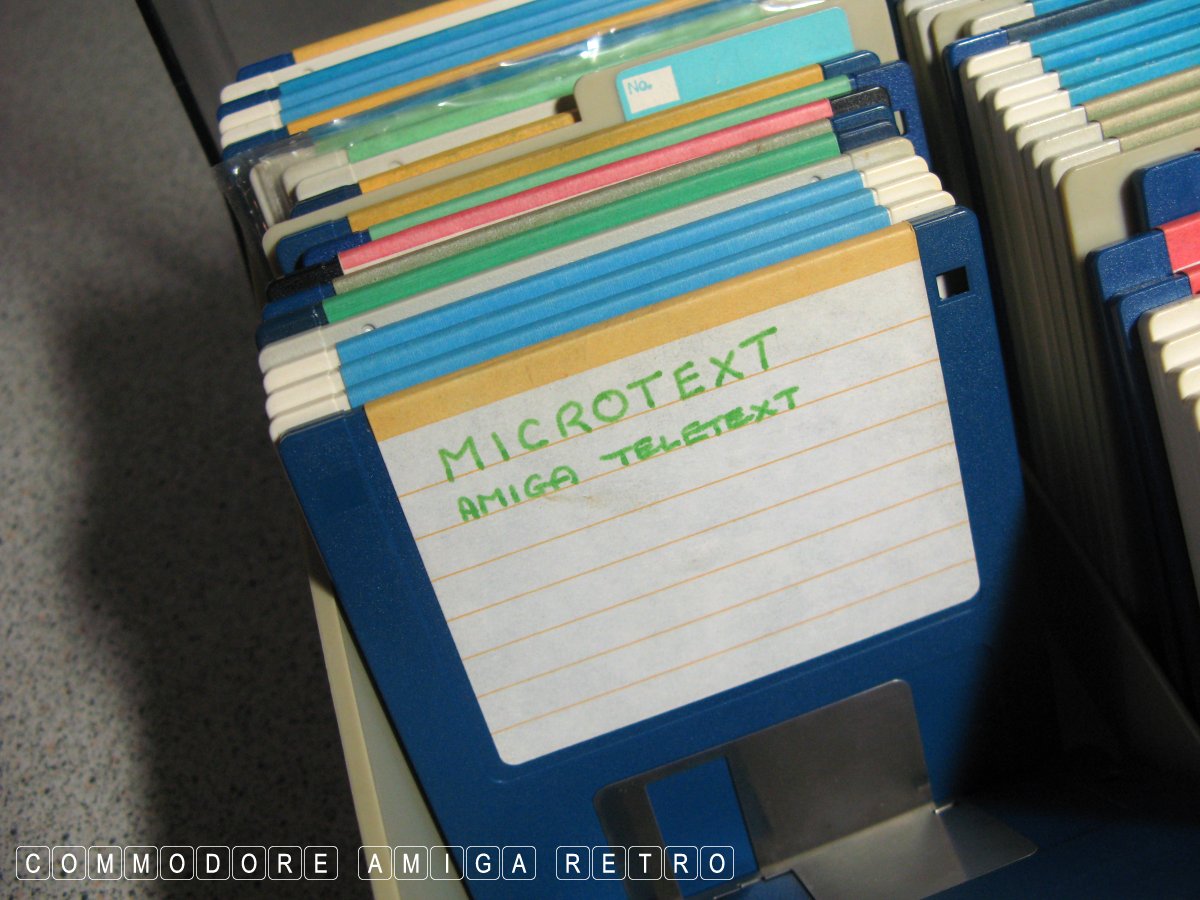 No.
MICROTEXT
AMIGA TELETEXT
COMMODORE AMIGA RETRO